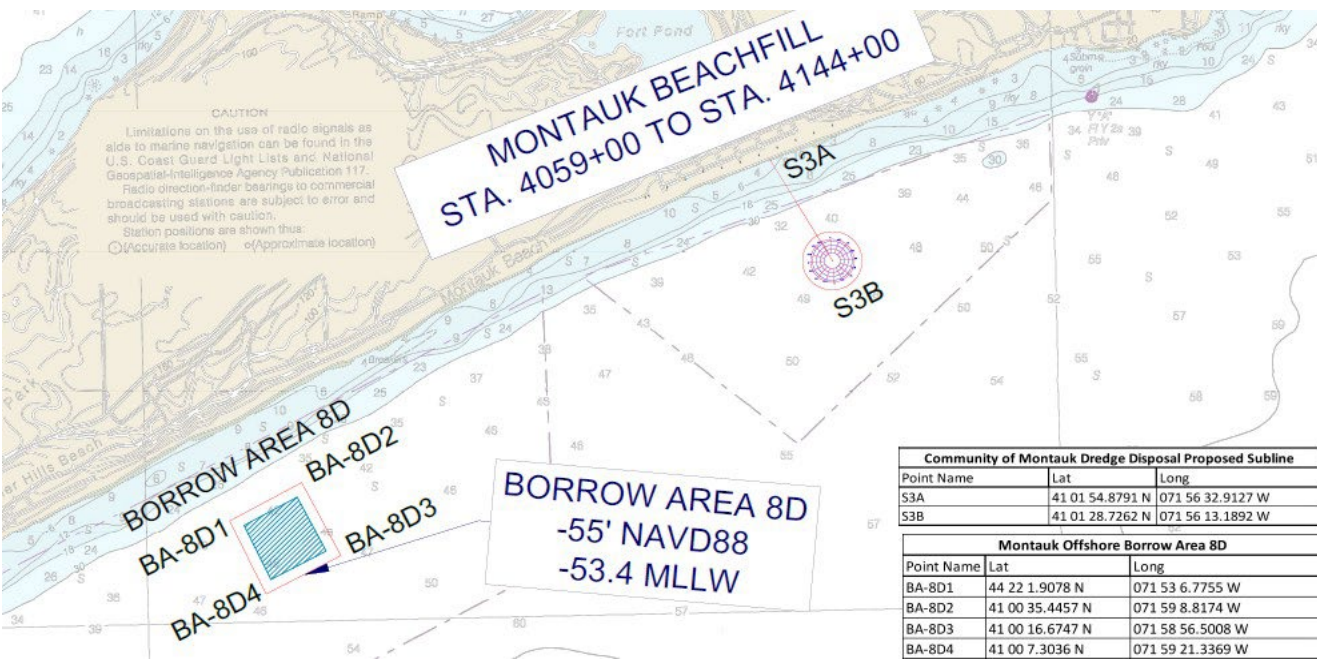 Ramp
Fort Pond
MONTAUK BEACHFILL
STA. 4059+00 TO STA. 4144+00
CAUTION
Limitations on the use of radio signals as
aids to marine navigation can be found in the
U.S. Coast Guard Light Lists and National
Geospatial-Intelligence Agency Publication 117.
Radio direction-finder bearings to commercial
broadcasting stations are subject to error and
should be used with caution.
Station positions are shown thus:
(Accurate location) o(Approximate location)
Y "A"
Fl Y 2s
Priv
S3A
S3B
Montauk Beach
Breakers
BORROW AREA 8D
BA-8D2
BA-8D1
BA-8D3
BA-8D4
BORROW AREA 8D
-55' NAVD88
-53.4 MLLW
Community of Montauk Dredge Disposal Proposed Subline
Point Name Lat Long
S3A 41 01 54.8791 N 071 56 32.9127 W
S3B 41 01 28.7262 N 071 56 13.1892 W
Montauk Offshore Borrow Area 8D
Point Name Lat Long
BA-8D1 44 22 1.9078 N 071 53 6.7755 W
BA-8D2 41 00 35.4457 N 071 59 8.8174 W
BA-8D3 41 00 16.6747 N 071 58 56.5008 W
BA-8D4 41 00 7.3036 N 071 59 21.3369 W